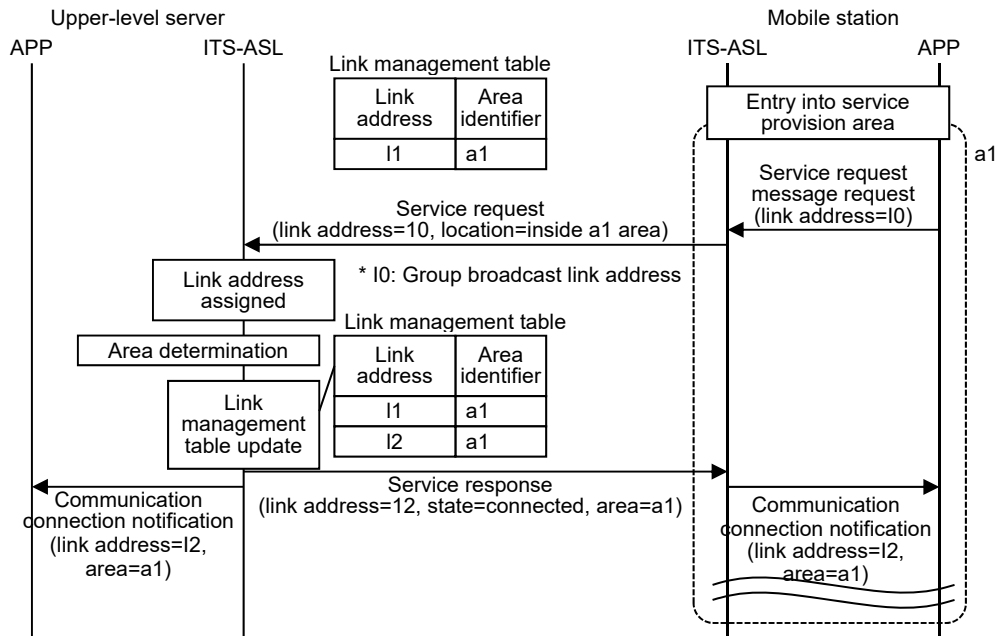 Upper-level server
Mobile station
APP
ITS-ASL
ITS-ASL
APP
Link management table
Link
address
Area
identifier
l1
a1
Entry into service
provision area
a1
Service request
message request
(link address=l0)
Service request
(link address=10, location=inside a1 area)
* l0: Group broadcast link address
Link address
assigned
Area determination
Link management table
Link
address
Area
identifier
l1
a1
l2
a1
Link
management
table update
Service response
(link address=12, state=connected, area=a1)
Communication
connection notification
(link address=l2,
area=a1)
Communication
connection notification
(link address=l2,
area=a1)